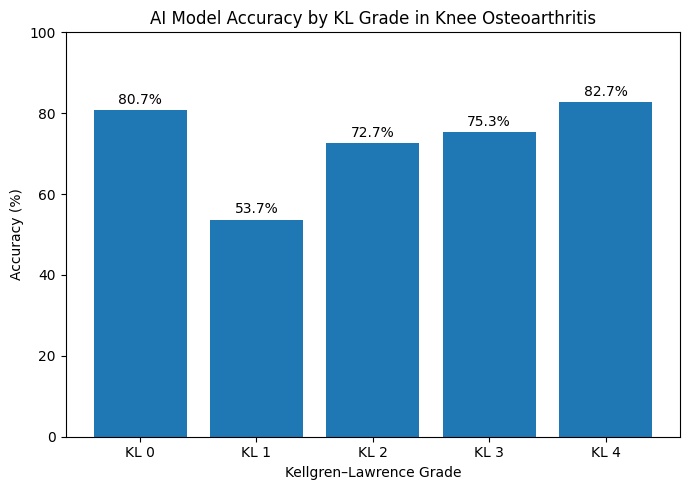 AI Model Accuracy by KL Grade in Knee Osteoarthritis
100
80
60
40
20
0
Accuracy (%)
80.7%
53.7%
72.7%
75.3%
82.7%
KL 0
KL 1
KL 2
KL 3
KL 4
Kellgren–Lawrence Grade